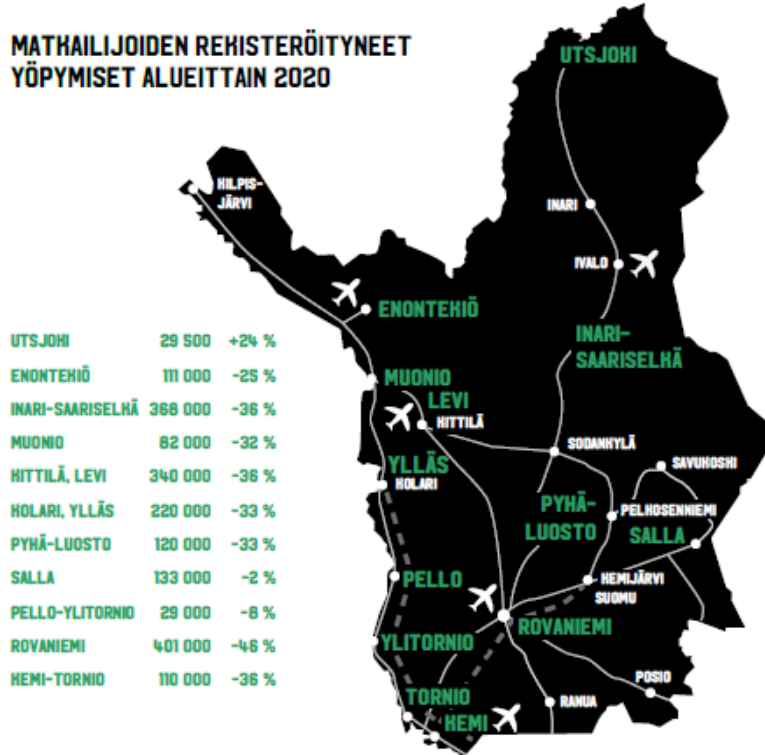 MATKAILIJOIDEN REKISTERÖITYNEET
YÖPYMISET ALUEITTAIN 2020
UTSJOKI 29 500 +24 %
ENONTEKIÖ 111 000 -25 %
INARI-SAARISELKÄ 368 000 -36 %
MUONIO 82 000 -32 %
KITTILÄ, LEVI 340 000 -36 %
HOLARI, YLLÄS 220 000 -33 %
PYHÄ-LUOSTO 120 000 -33 %
SALLA 133 000 -2 %
PELLO-YLITORNIO 29 000 -8 %
ROVANIEMI 401 000 -46 %
KEMI-TORNIO 110 000 -36 %
UTSJOKI
KILPIS-
JÄRVI
INARI
IVALO
ENONTEKIÖ
INARI-
SAARISELKÄ
MUONIO
LEVI
KITTILÄ
SODANKYLÄ
SAVUKOSKI
YLLÄS
KOLARI
PYHÄ-
LUOSTO
PELKOSENNIEMI
SALLA
PELLO
KEMIJÄRVI
SUOMU
ROVANIEMI
YLITORNIO
POSIO
RANUA
TORNIO
KEMI